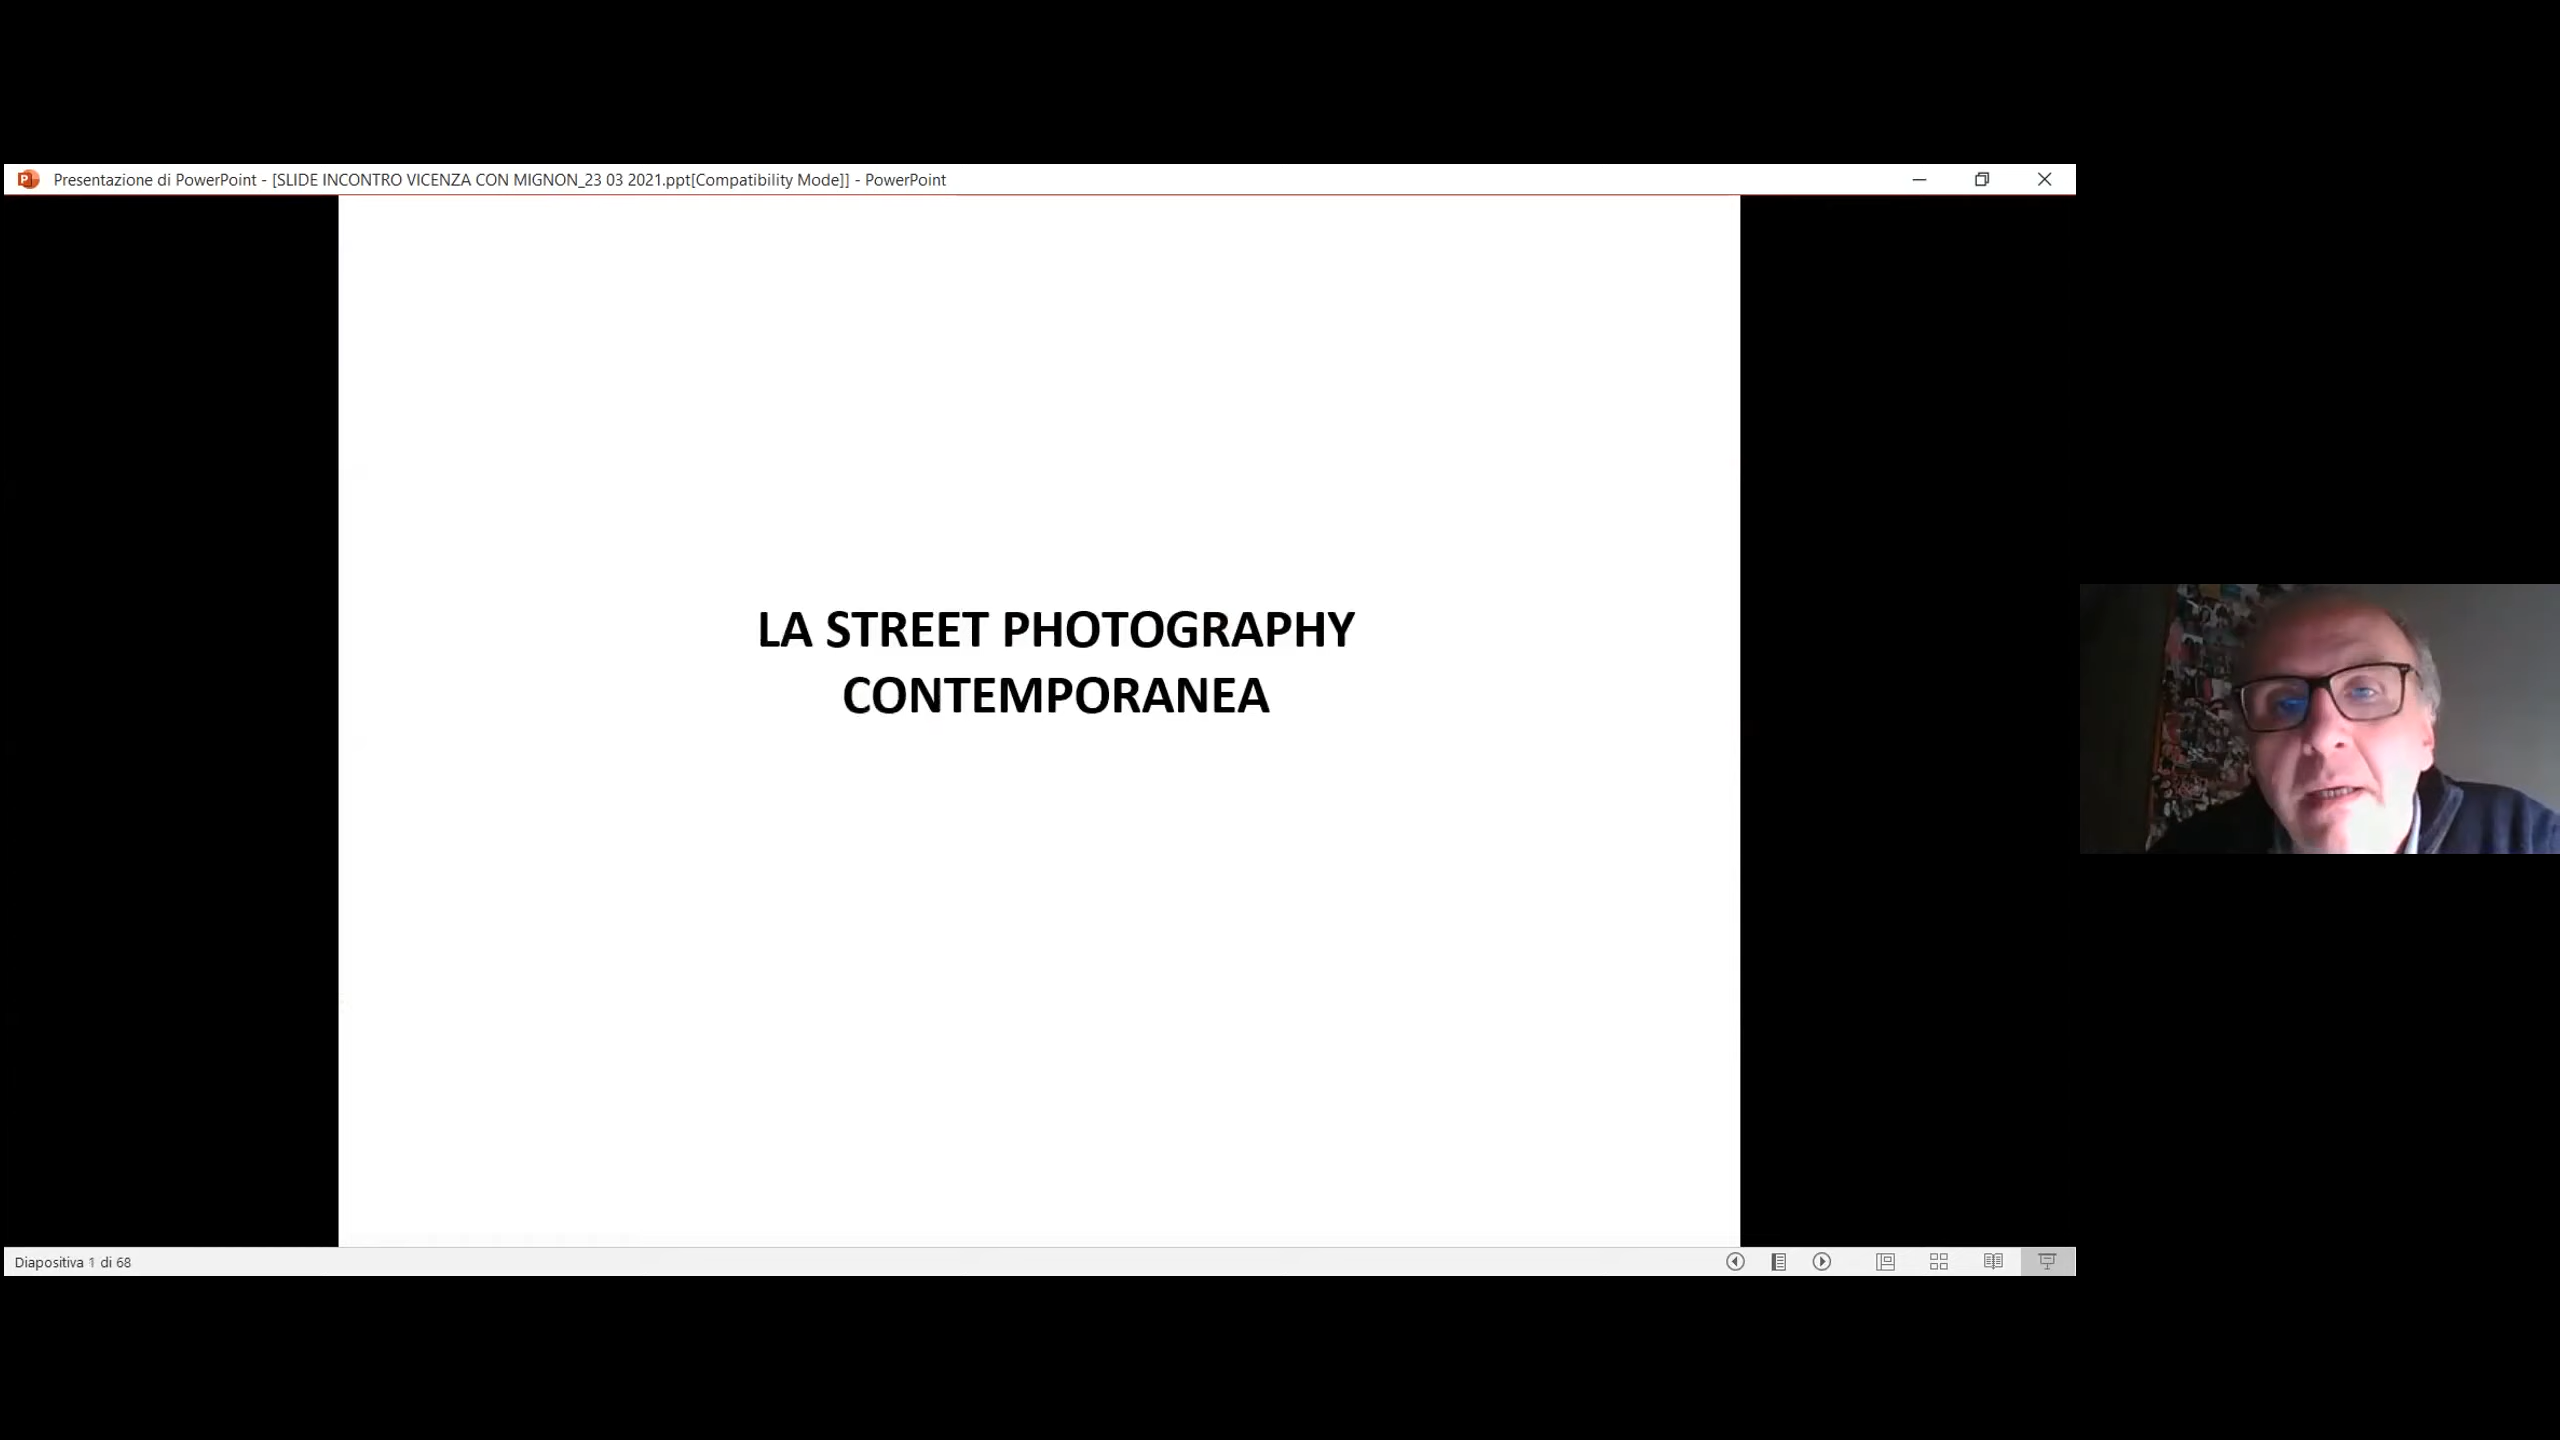 Presentazione di PowerPoint - [SLIDE INCONTRO VICENZA CON MIGNON_23 03 2021.ppt[Compatibility Mode]] - PowerPoint
LA STREET PHOTOGRAPHY
CONTEMPORANEA
Diapositiva 1 di 68